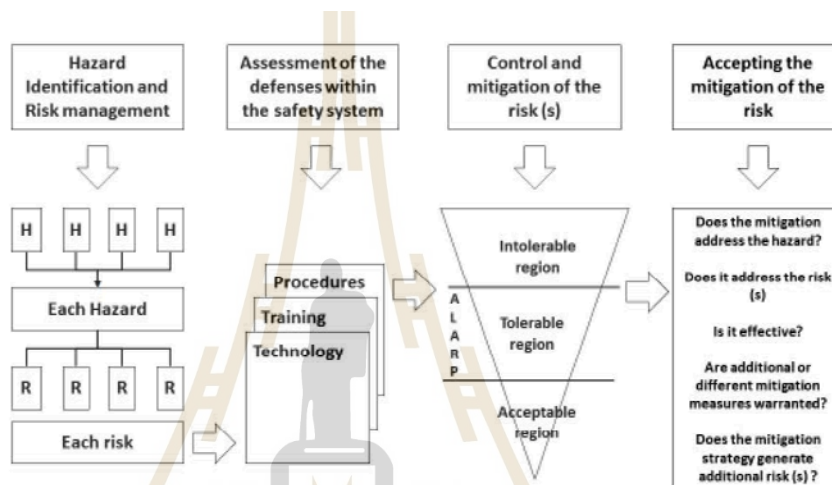 Hazard
Identification and
Risk management
Assessment of the
defenses within
the safety system
Control and
mitigation of the
risk (s)
Accepting the
mitigation of the
risk
H H H H
Each Hazard
R R R R
Each risk
Procedures
Training
Technology
Intolerable
region
A
L
A
R
P
Tolerable
region
Acceptable
region
Does the mitigation
address the hazard?
Does it address the risk
(s)
Is it effective?
Are additional or
different mitigation
measures warranted?
Does the mitigation
strategy generate
additional risk (s) ?